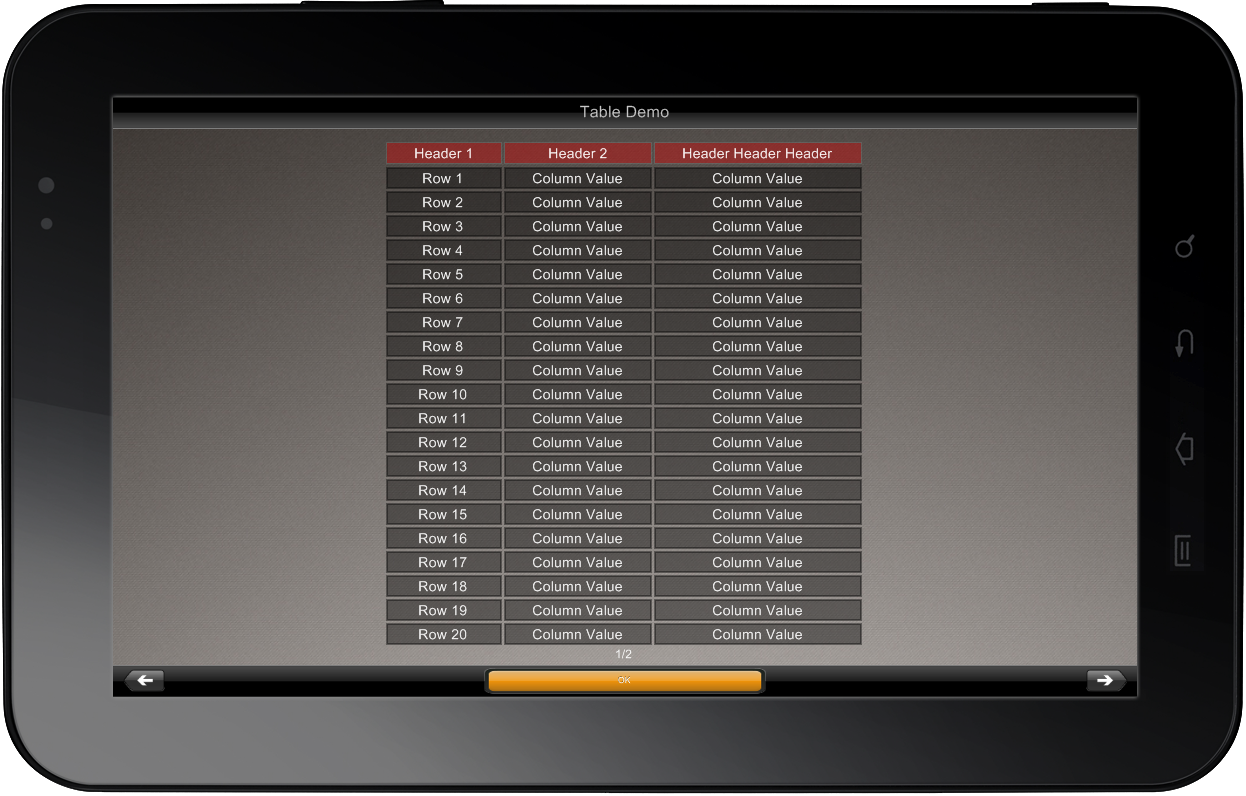 Table Demo
Header 1 Header 2 Header Header Header
Row 1 Column Value Column Value
Row 2 Column Value Column Value
Row 3 Column Value Column Value
Row 4 Column Value Column Value
Row 5 Column Value Column Value
Row 6 Column Value Column Value
Row 7 Column Value Column Value
Row 8 Column Value Column Value
Row 9 Column Value Column Value
Row 10 Column Value Column Value
Row 11 Column Value Column Value
Row 12 Column Value Column Value
Row 13 Column Value Column Value
Row 14 Column Value Column Value
Row 15 Column Value Column Value
Row 16 Column Value Column Value
Row 17 Column Value Column Value
Row 18 Column Value Column Value
Row 19 Column Value Column Value
Row 20 Column Value Column Value
1/2
OK